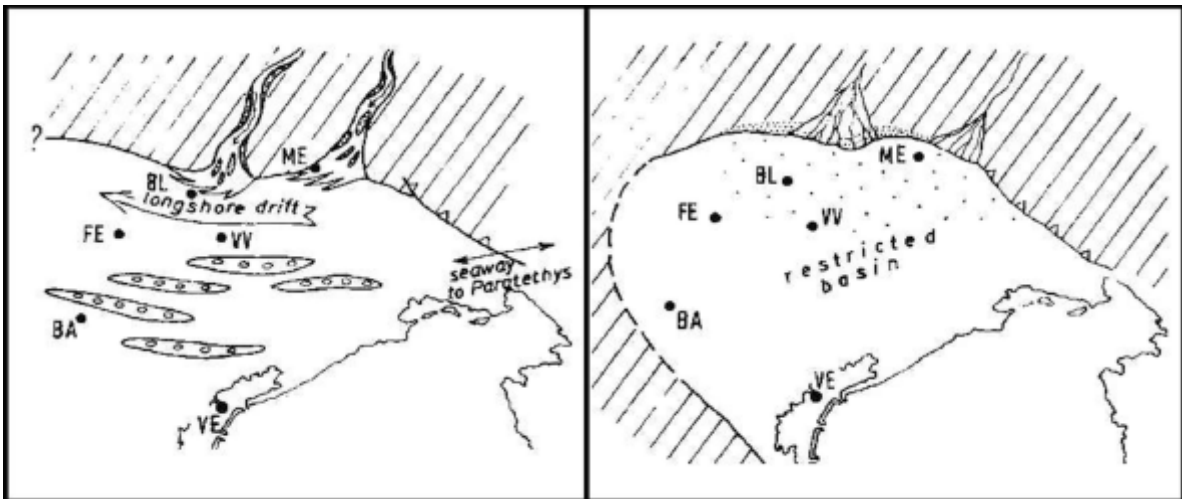 ?
ME
BL
longshore drift
FE
VV
seaway
to Paratethys
BA
VE
ME
BL
FE
VV
restricted
basin
BA
VE